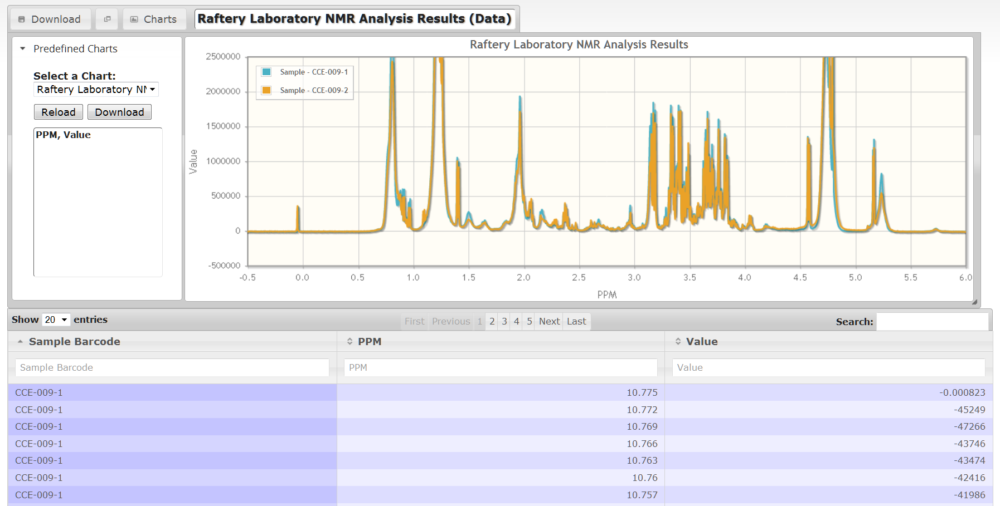 Download Charts Raftery Laboratory NMR Analysis Results (Data)
Predefined Charts
Select a Chart:
Raftery Laboratory NM
Reload Download
PPM, Value
Raftery Laboratory NMR Analysis Results
2500000
2000000
1500000
1000000
500000
0
-500000
Value
Sample - CCE-009-1
Sample - CCE-009-2
-0.5 0.0 0.5 1.0 1.5 2.0 2.5 3.0 3.5 4.0 4.5 5.0 5.5 6.0
PPM
Show 20 entries First Previous 1 2 3 4 5 Next Last Search:
Sample Barcode PPM Value
Sample Barcode PPM Value
CCE-009-1 10.775 -0.000823
CCE-009-1 10.772 -45249
CCE-009-1 10.769 -47266
CCE-009-1 10.766 -43746
CCE-009-1 10.763 -43474
CCE-009-1 10.76 -42416
CCE-009-1 10.757 -41986